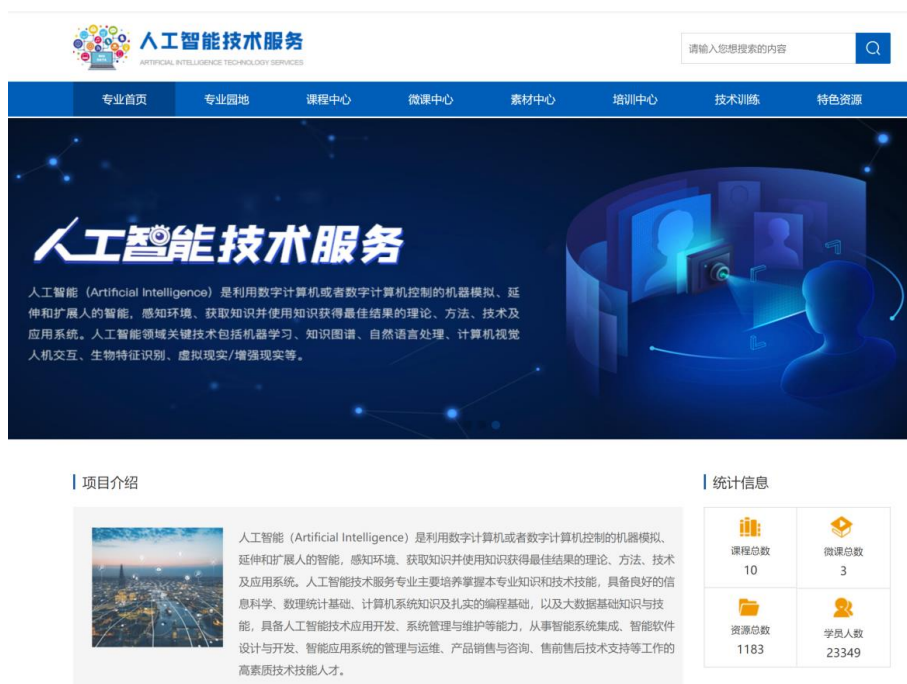 人工智能技术服务
ARTIFICIAL INTELLIGENCE TECHNOLOGY SERVICES
请输入您想搜索的内容
专业首页 专业园地 课程中心 微课中心 素材中心 培训中心 技术训练 特色资源
人工智能技术服务
人工智能（Artificial Intelligence）是利用数字计算机或者数字计算机控制的机器模拟、延
伸和扩展人的智能，感知环境、获取知识并使用知识获得最佳结果的理论、方法、技术及
应用系统。人工智能领域关键技术包括机器学习、知识图谱、自然语言处理、计算机视觉
人机交互、生物特征识别、虚拟现实/增强现实等。
项目介绍
人工智能（Artificial Intelligence）是利用数字计算机或者数字计算机控制的机器模拟、
延伸和扩展人的智能，感知环境、获取知识并使用知识获得最佳结果的理论、方法、技术
及应用系统。人工智能技术服务专业主要培养掌握本专业知识和技术技能，具备良好的信
息科学、数理统计基础、计算机系统知识及扎实的编程基础，以及大数据基础知识与技
能，具备人工智能技术应用开发、系统管理与维护等能力，从事智能系统集成、智能软件
设计与开发、智能应用系统的管理与运维、产品销售与咨询、售前售后技术支持等工作的
高素质技术技能人才。
统计信息
课程总数
10
微课总数
3
资源总数
1183
学员人数
23349